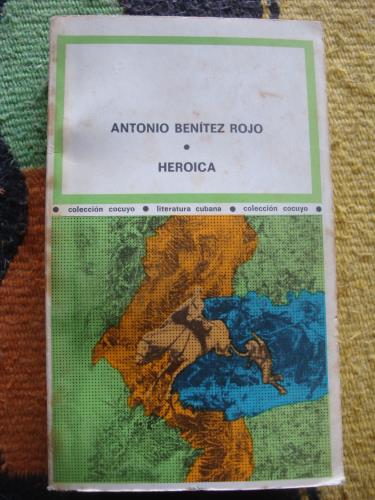 ANTONIO BENÍTEZ ROJO
•
HEROICA
• colección cocuyo • literatura cubana • colección cocuyo •